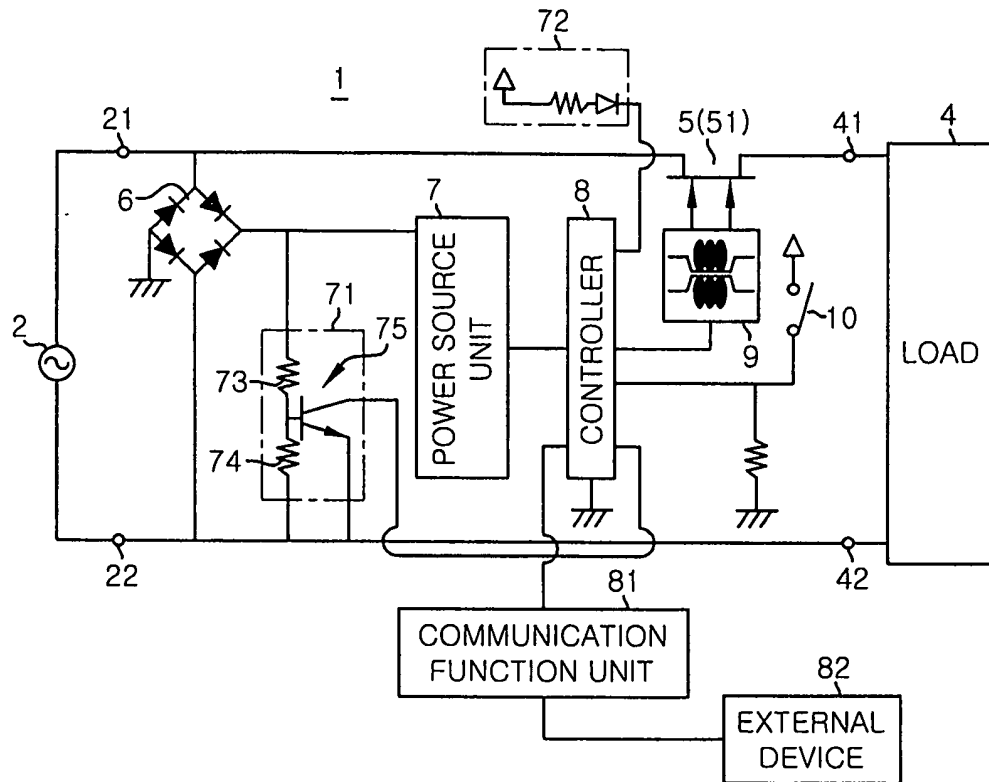 72
1
21
5(51)
41
4
6
7
8
POWER SOURCE
UNIT
CONTROLLER
71
75
2
73
74
9
10
LOAD
22
42
81
COMMUNICATION
FUNCTION UNIT
82
EXTERNAL
DEVICE